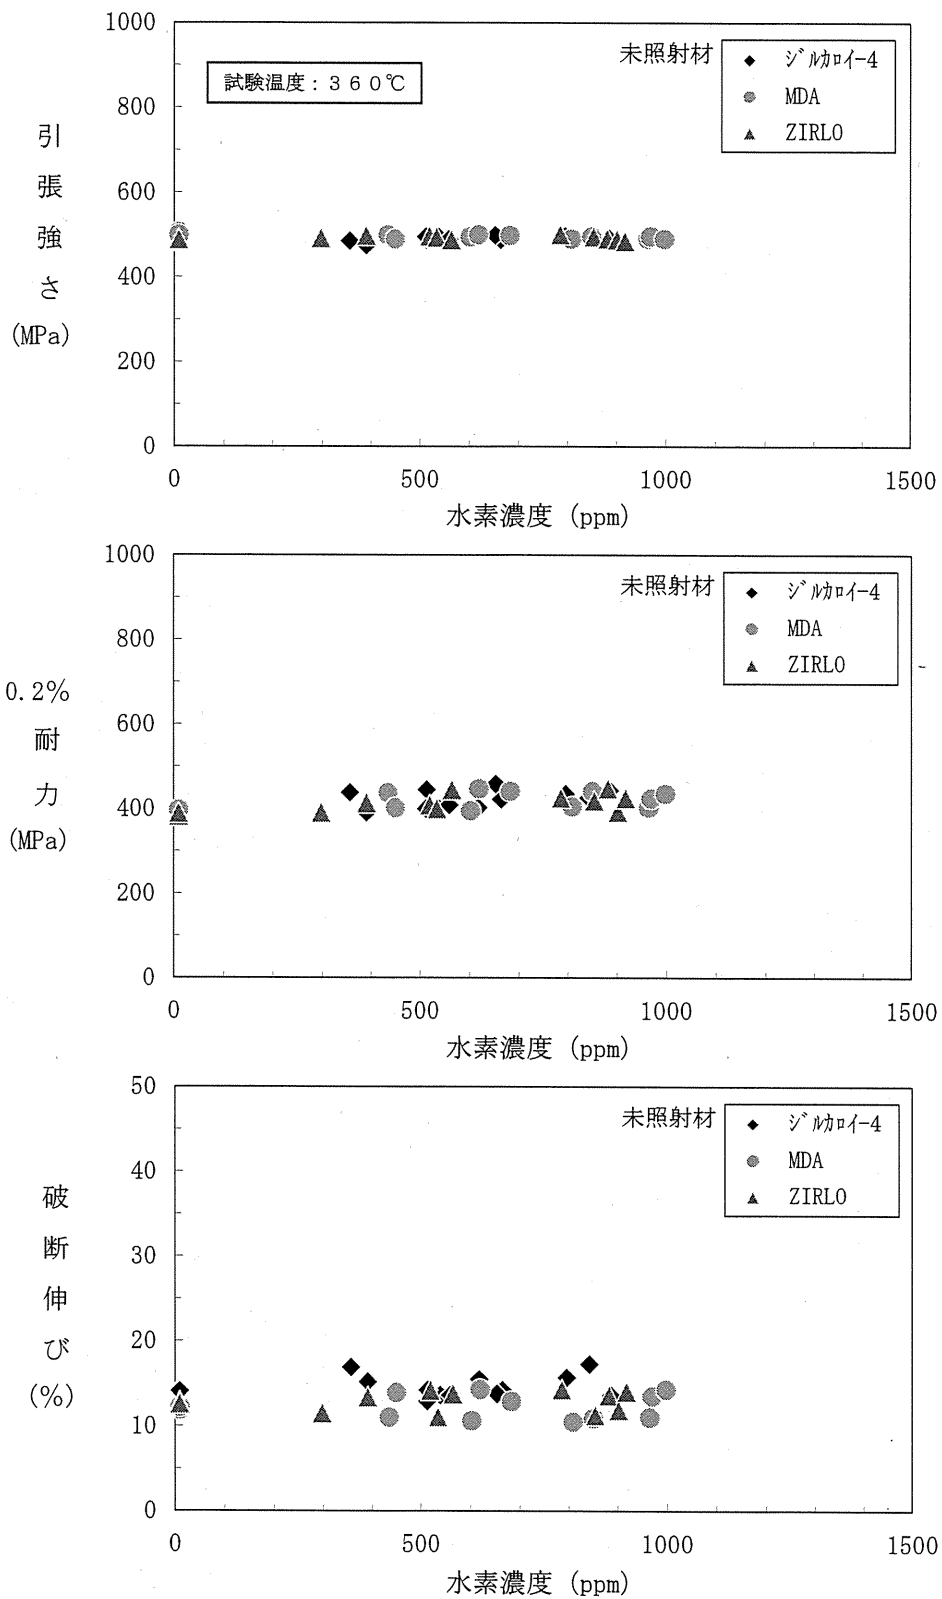 1000
未照射材
◆ ジルカロイ-4
● MDA
▲ ZIRLO
試験温度：３６０℃
800
600
400
200
0
引張強さ
(MPa)
0 500 1000 1500
水素濃度 (ppm)
1000
未照射材
◆ ジルカロイ-4
● MDA
▲ ZIRLO
800
600
400
200
0
0.2%
耐力
(MPa)
0 500 1000 1500
水素濃度 (ppm)
50
未照射材
◆ ジルカロイ-4
● MDA
▲ ZIRLO
40
30
20
10
0
破断伸び
(%)
0 500 1000 1500
水素濃度 (ppm)